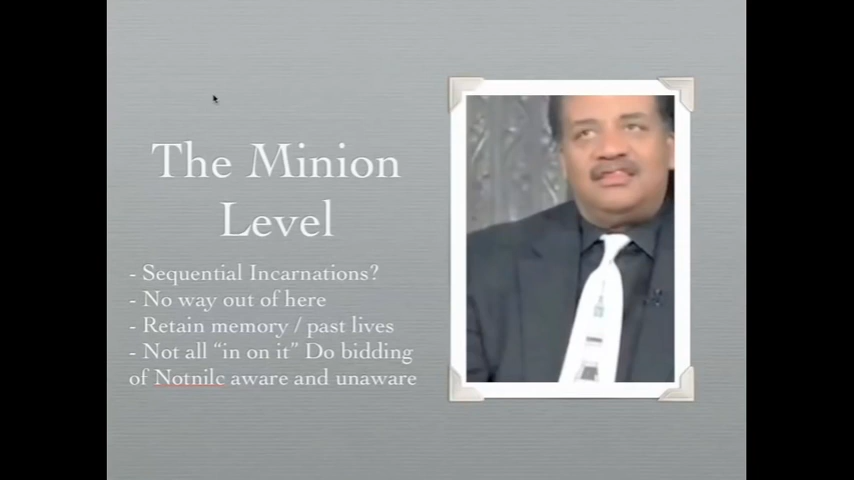 The Minion
Level
- Sequential Incarnations?
- No way out of here
- Retain memory / past lives
- Not all “in on it” Do bidding
of Notnilc aware and unaware